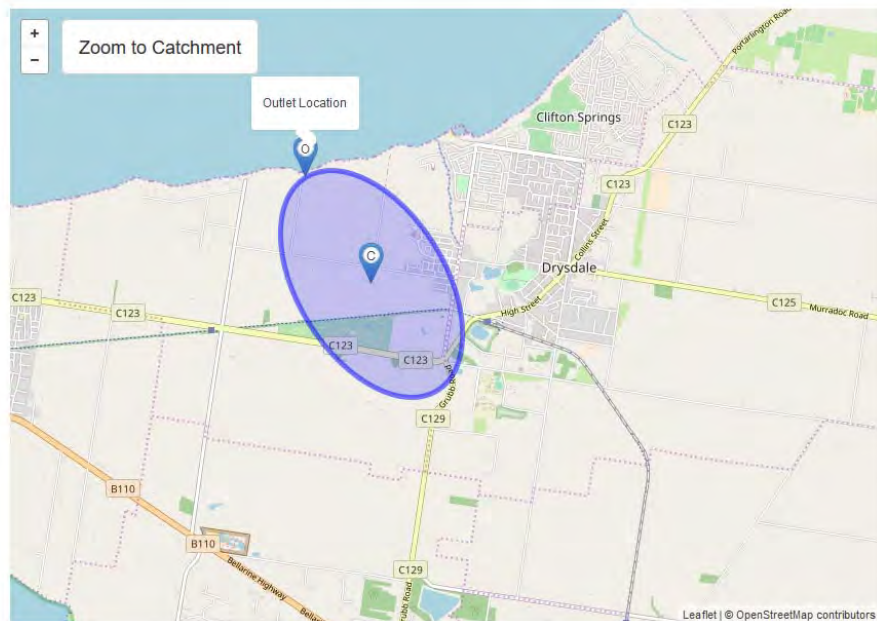 +
Zoom to Catchment
−
Outlet Location
O
C
Portarlington Road
Clifton Springs
C123
C123
Collins Street
Drysdale
C123
C123
High Street
C125
Murradoc Road
C123
C123
Grubb Road
C129
B110
B110
Bellarine Highway
C129
Grubb Road
Leaflet | © OpenStreetMap contributors